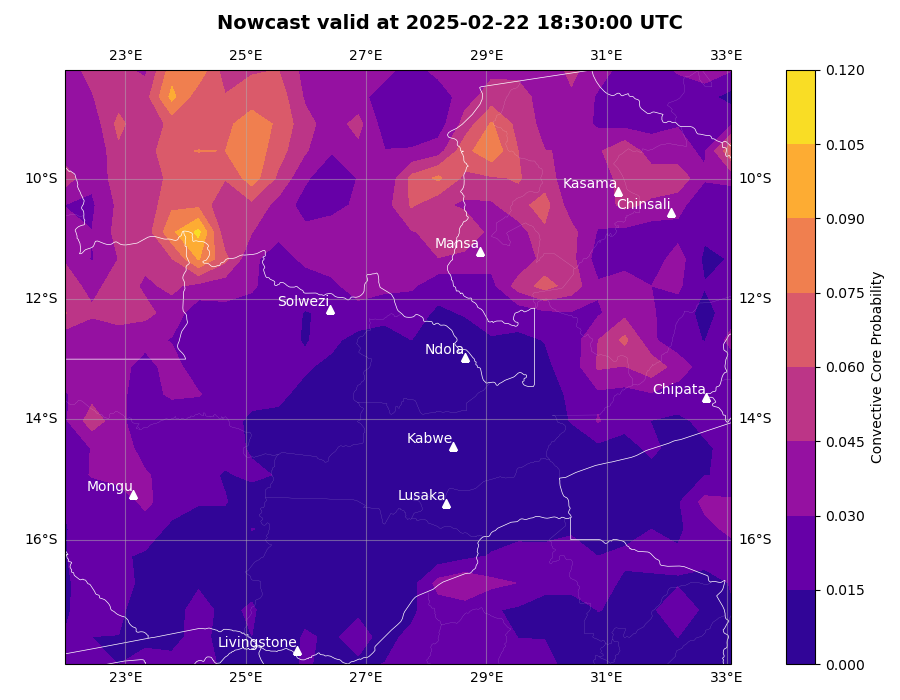 Nowcast valid at 2025-02-22 18:30:00 UTC
23°E 25°E 27°E 29°E 31°E 33°E
0.120
0.105
10°S Kasama 10°S
Chinsali
0.090
Mansa
12°S Solwezi 12°S
0.075
Ndola
0.060
Chipata
14°S 14°S
Kabwe
0.045
Mongu
Lusaka
0.030
16°S 16°S
0.015
Livingstone
0.000
23°E 25°E 27°E 29°E 31°E 33°E
Convective Core Probability